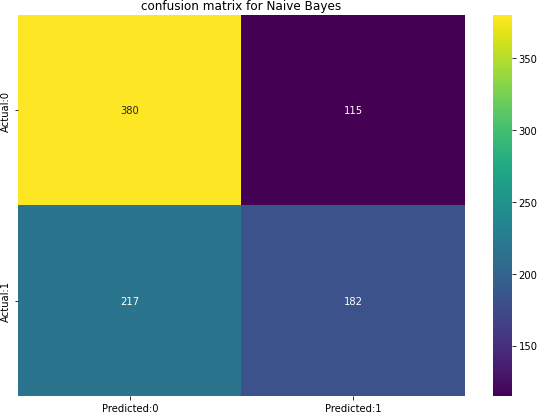 confusion matrix for Naive Bayes
Actual:0
380
115
Actual:1
217
182
Predicted:0
Predicted:1
350
300
250
200
150